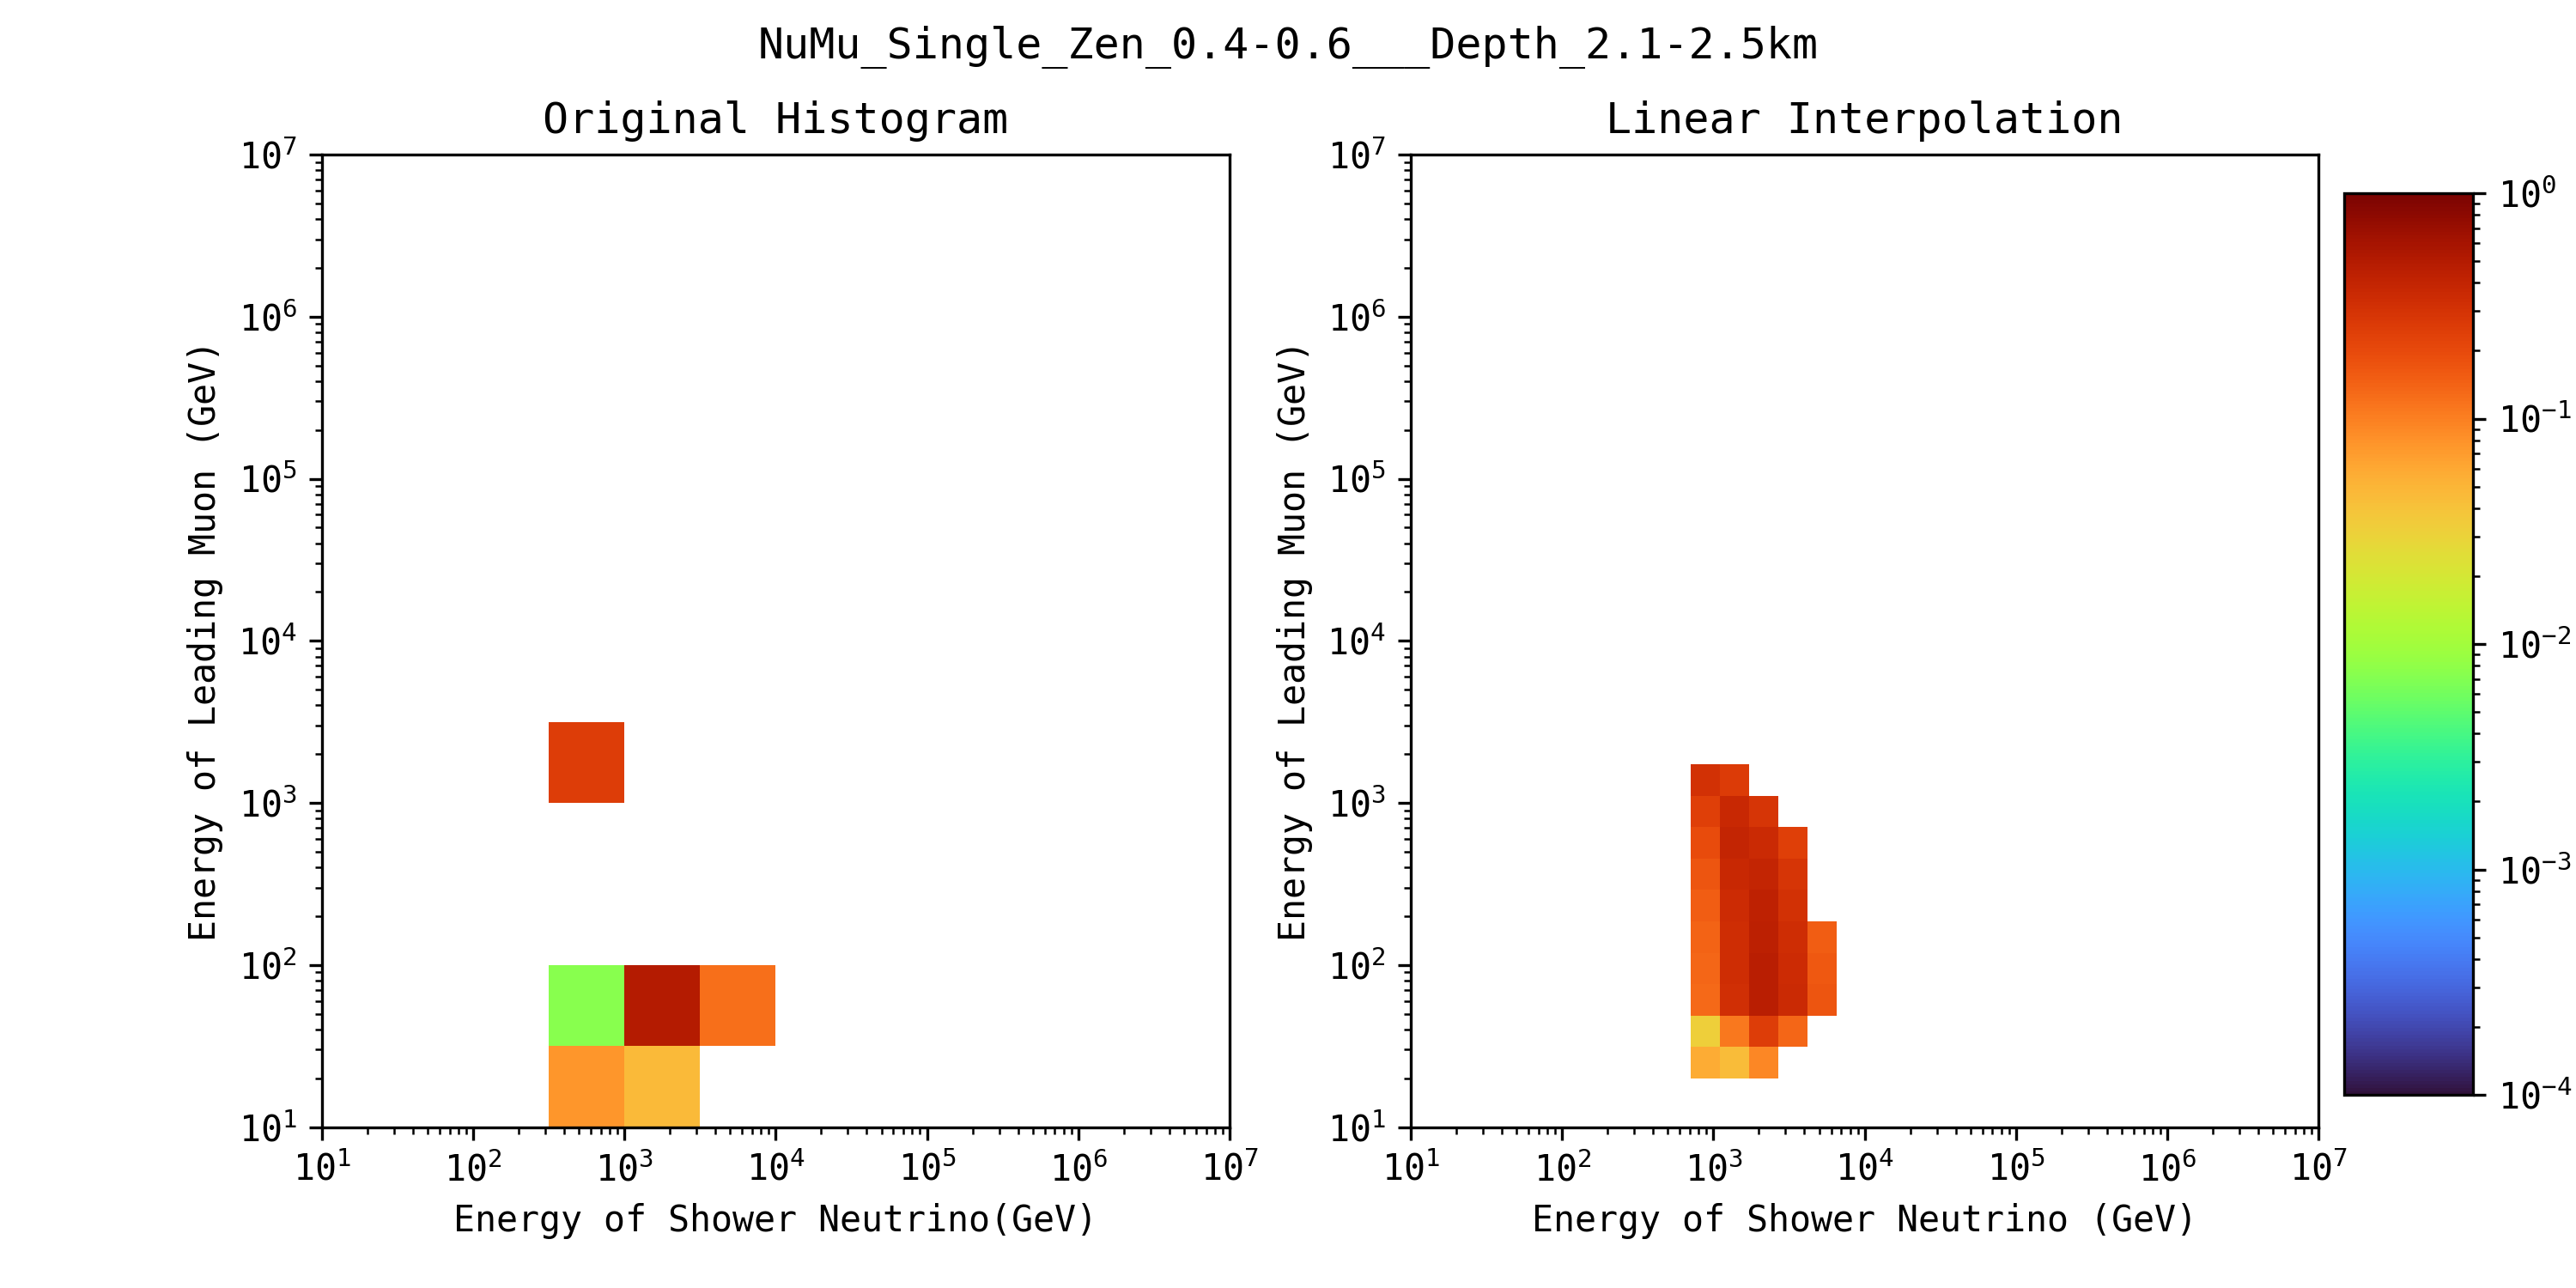 NuMu_Single_Zen_0.4-0.6___Depth_2.1-2.5km
Original Histogram
Energy of Leading Muon (GeV)
10⁷
10⁶
10⁵
10⁴
10³
10²
10¹
10¹ 10² 10³ 10⁴ 10⁵ 10⁶ 10⁷
Energy of Shower Neutrino(GeV)
Linear Interpolation
Energy of Leading Muon (GeV)
10⁷
10⁶
10⁵
10⁴
10³
10²
10¹
10¹ 10² 10³ 10⁴ 10⁵ 10⁶ 10⁷
Energy of Shower Neutrino (GeV)
10⁰
10⁻¹
10⁻²
10⁻³
10⁻⁴